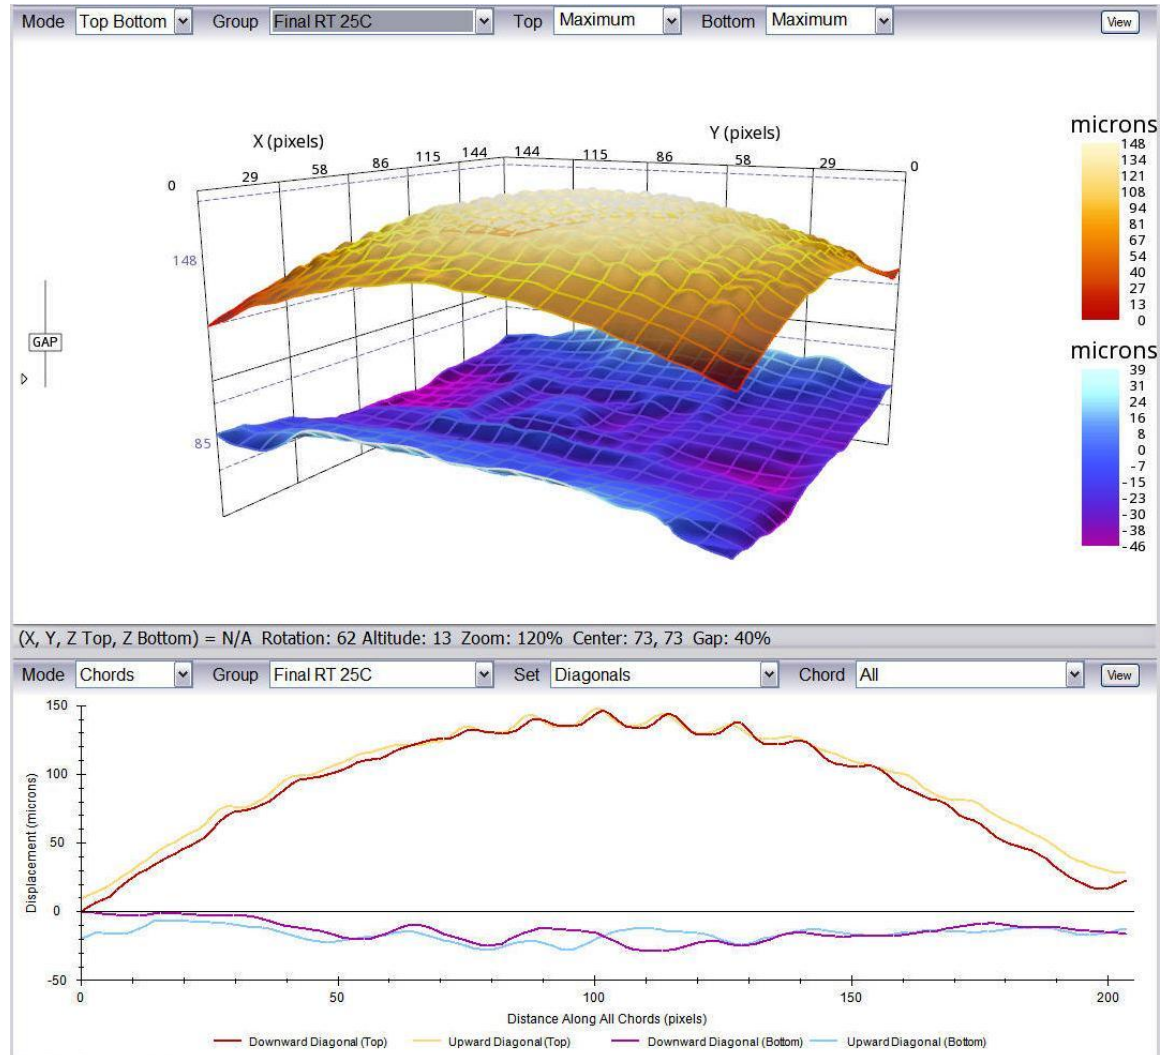 Mode Top Bottom Group Final RT 25C Top Maximum Bottom Maximum View
X (pixels) Y (pixels)
0 29 58 86 115 144 144 115 86 58 29 0
148
85
GAP
microns
148
134
121
108
94
81
67
54
40
27
13
0
microns
39
31
24
16
8
0
-7
-15
-23
-30
-38
-46
(X, Y, Z Top, Z Bottom) = N/A Rotation: 62 Altitude: 13 Zoom: 120% Center: 73, 73 Gap: 40%
Mode Chords Group Final RT 25C Set Diagonals Chord All View
Displacement (microns)
150
100
50
0
-50
0 50 100 150 200
Distance Along All Chords (pixels)
Downward Diagonal (Top) Upward Diagonal (Top) Downward Diagonal (Bottom) Upward Diagonal (Bottom)